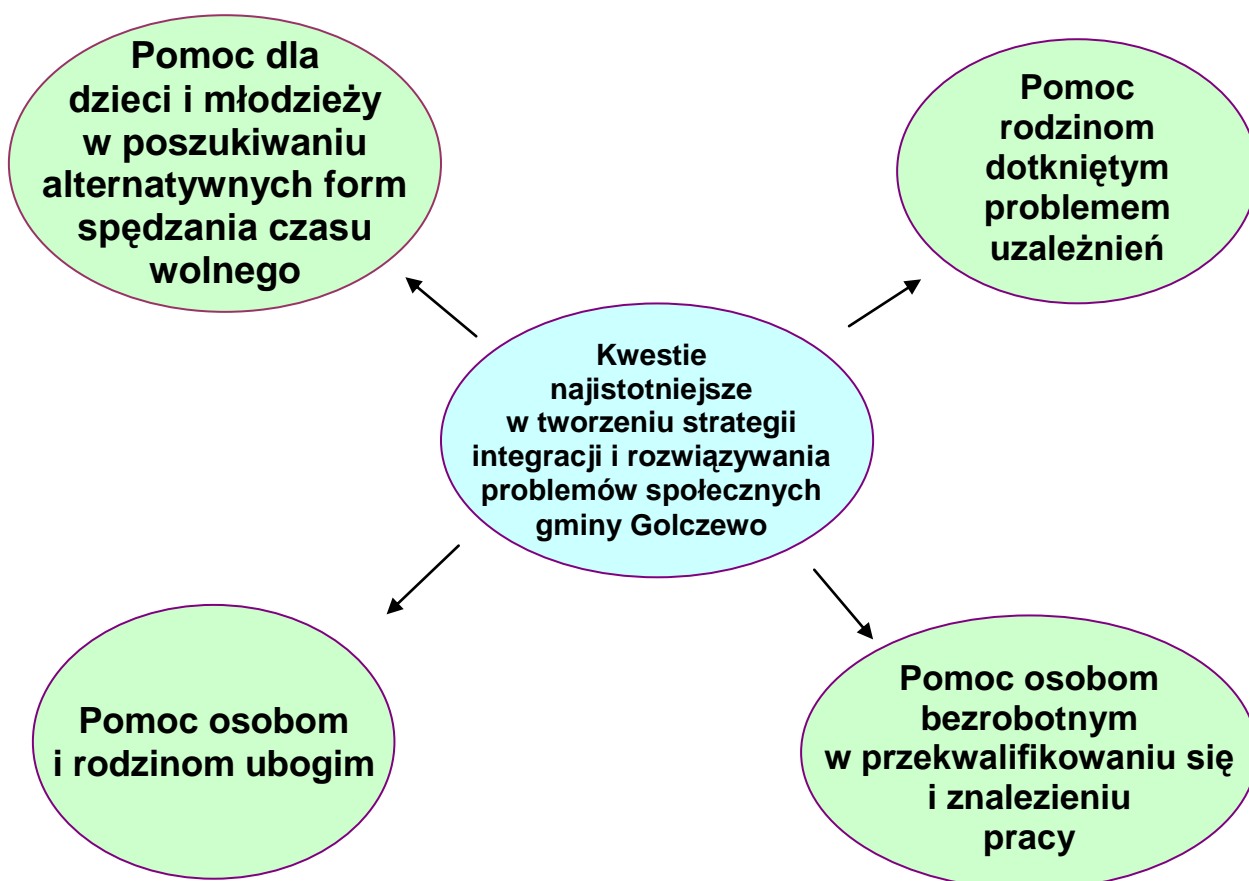 Pomoc dla
dzieci i młodzieży
w poszukiwaniu
alternatywnych form
spędzania czasu
wolnego
Pomoc
rodzinom
dotkniętym
problemem
uzależnień
Kwestie
najistotniejsze
w tworzeniu strategii
integracji i rozwiązywania
problemów społecznych
gminy Golczewo
Pomoc osobom
i rodzinom ubogim
Pomoc osobom
bezrobotnym
w przekwalifikowaniu się
i znalezieniu
pracy